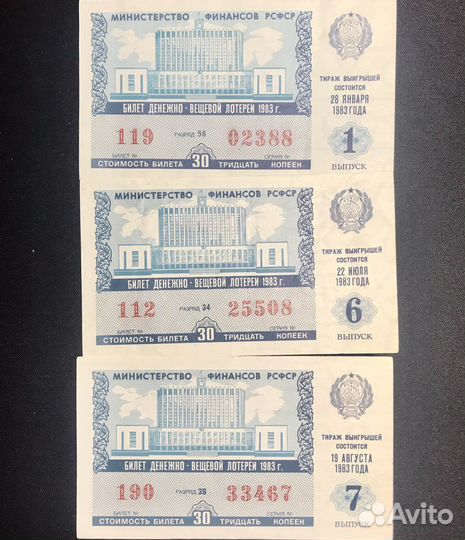 МИНИСТЕРСТВО ФИНАНСОВ РСФСР
БИЛЕТ ДЕНЕЖНО - ВЕЩЕВОЙ ЛОТЕРЕИ 1983 г.
119 РАЗРЯД 56 02388
БИЛЕТ № СЕРИЯ №
СТОИМОСТЬ БИЛЕТА 30 ТРИДЦАТЬ КОПЕЕК
ТИРАЖ ВЫИГРЫШЕЙ
СОСТОИТСЯ
28 ЯНВАРЯ
1983 ГОДА
1
ВЫПУСК
МИНИСТЕРСТВО ФИНАНСОВ РСФСР
БИЛЕТ ДЕНЕЖНО - ВЕЩЕВОЙ ЛОТЕРЕИ 1983 г.
112 РАЗРЯД 34 25508
БИЛЕТ № СЕРИЯ №
СТОИМОСТЬ БИЛЕТА 30 ТРИДЦАТЬ КОПЕЕК
ТИРАЖ ВЫИГРЫШЕЙ
СОСТОИТСЯ
22 ИЮЛЯ
1983 ГОДА
6
ВЫПУСК
МИНИСТЕРСТВО ФИНАНСОВ РСФСР
БИЛЕТ ДЕНЕЖНО - ВЕЩЕВОЙ ЛОТЕРЕИ 1983 г.
190 РАЗРЯД 39 33467
БИЛЕТ № СЕРИЯ №
СТОИМОСТЬ БИЛЕТА 30 ТРИДЦАТЬ КОПЕЕК
ТИРАЖ ВЫИГРЫШЕЙ
СОСТОИТСЯ
19 АВГУСТА
1983 ГОДА
7
ВЫПУСК
Avito